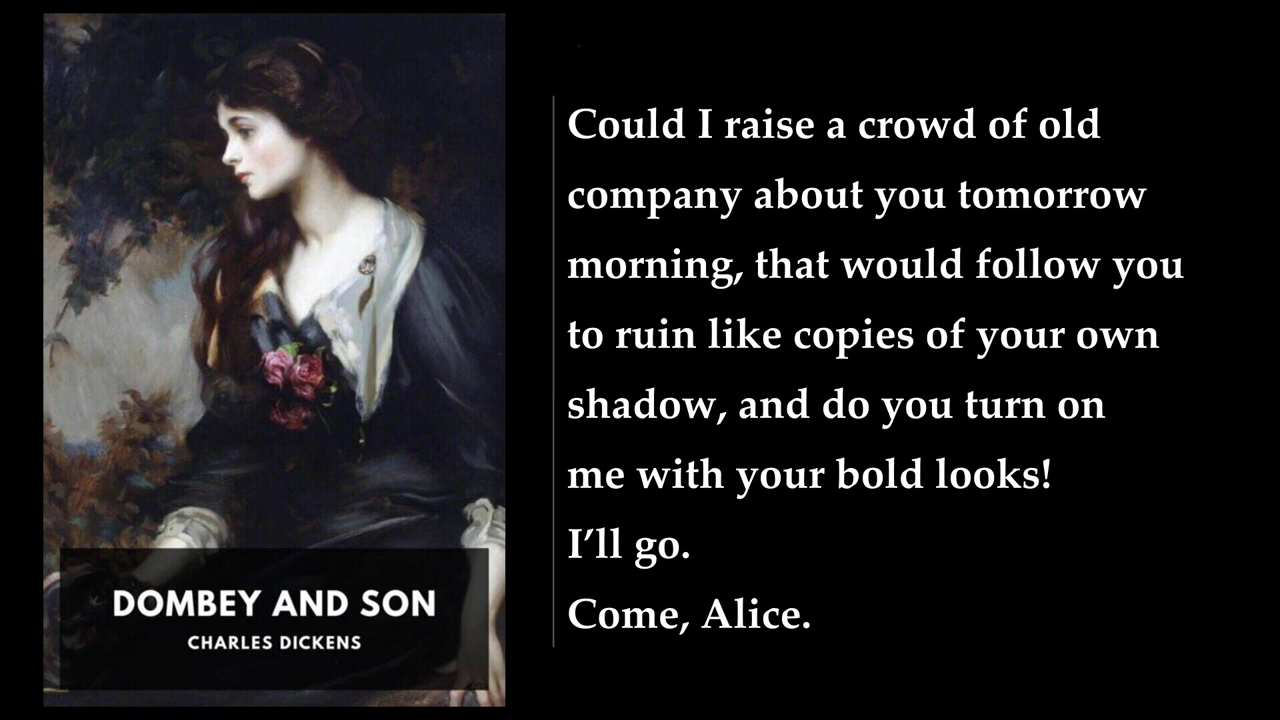 Could I raise a crowd of old
company about you tomorrow
morning, that would follow you
to ruin like copies of your own
shadow, and do you turn on
me with your bold looks!
I’ll go.
Come, Alice.
DOMBEY AND SON
CHARLES DICKENS